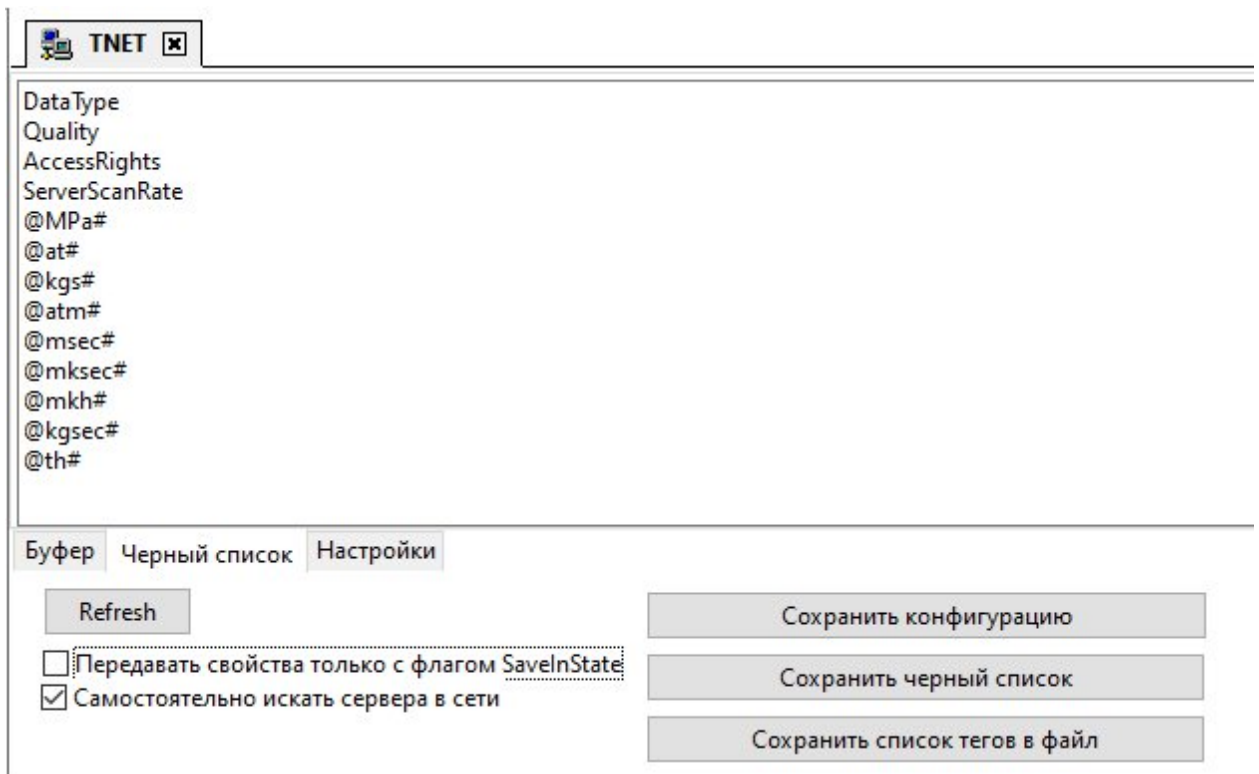 TNET
DataType
Quality
AccessRights
ServerScanRate
@MPa#
@at#
@kgs#
@atm#
@msec#
@mksec#
@mkh#
@kgsec#
@th#
Буфер Черный список Настройки
Refresh
Сохранить конфигурацию
Передавать свойства только с флагом SaveInState
Сохранить черный список
Самостоятельно искать сервера в сети
Сохранить список тегов в файл